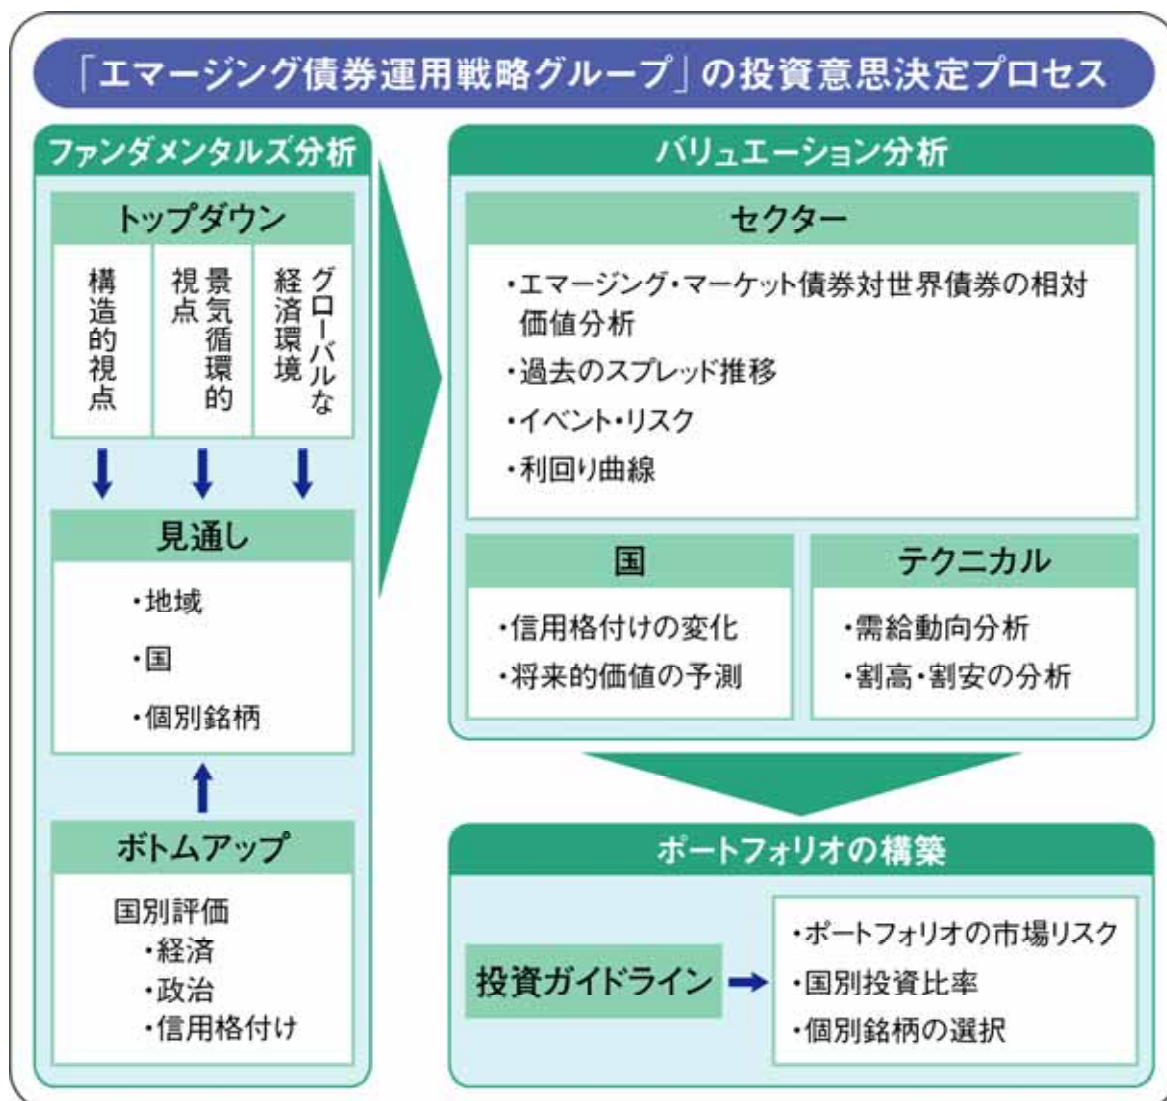 「エマージング債券運用戦略グループ」の投資意思決定プロセス
ファンダメンタルズ分析
トップダウン
構造的視点
景気循環的
視点
グローバルな
経済環境
見通し
・地域
・国
・個別銘柄
ボトムアップ
国別評価
・経済
・政治
・信用格付け
バリュエーション分析
セクター
・エマージング・マーケット債券対世界債券の相対
価値分析
・過去のスプレッド推移
・イベント・リスク
・利回り曲線
国
・信用格付けの変化
・将来的価値の予測
テクニカル
・需給動向分析
・割高・割安の分析
ポートフォリオの構築
投資ガイドライン
・ポートフォリオの市場リスク
・国別投資比率
・個別銘柄の選択